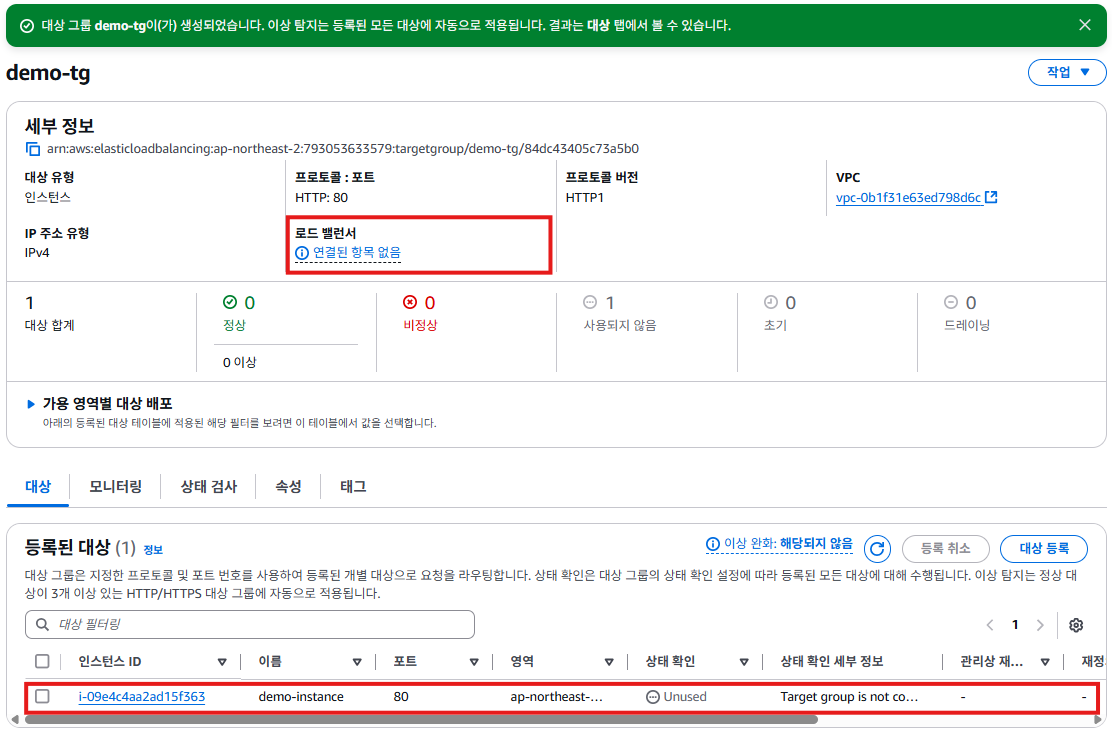 대상 그룹 demo-tg이(가) 생성되었습니다. 이상 탐지는 등록된 모든 대상에 자동으로 적용됩니다. 결과는 대상 탭에서 볼 수 있습니다.
demo-tg
작업
세부 정보
arn:aws:elasticloadbalancing:ap-northeast-2:793053633579:targetgroup/demo-tg/84dc43405c73a5b0
대상 유형
인스턴스
프로토콜 : 포트
HTTP: 80
프로토콜 버전
HTTP1
VPC
vpc-0b1f31e63ed798d6c
IP 주소 유형
IPv4
로드 밸런서
연결된 항목 없음
1
대상 합계
0
정상
0 이상
0
비정상
1
사용되지 않음
0
초기
0
드레이닝
가용 영역별 대상 배포
아래의 등록된 대상 테이블에 적용된 해당 필터를 보려면 이 테이블에서 값을 선택합니다.
대상 모니터링 상태 검사 속성 태그
등록된 대상 (1) 정보
이상 완화: 해당되지 않음
등록 취소
대상 등록
대상 그룹은 지정한 프로토콜 및 포트 번호를 사용하여 등록된 개별 대상으로 요청을 라우팅합니다. 상태 확인은 대상 그룹의 상태 확인 설정에 따라 등록된 모든 대상에 대해 수행됩니다. 이상 탐지는 정상 대
상이 3개 이상 있는 HTTP/HTTPS 대상 그룹에 자동으로 적용됩니다.
대상 필터링
1
인스턴스 ID 이름 포트 영역 상태 확인 상태 확인 세부 정보 관리상 재... 재정
i-09e4c4aa2ad15f363 demo-instance 80 ap-northeast-... Unused Target group is not co... - -